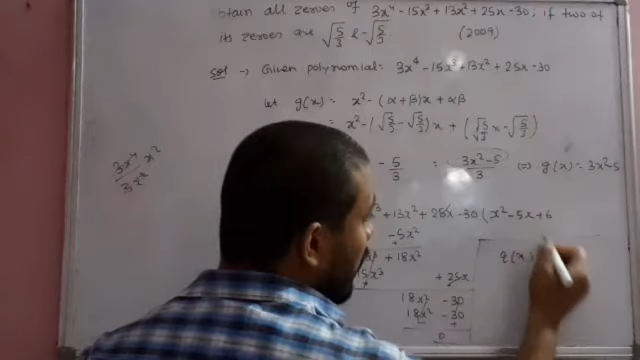 btain all zeroes of 3x⁴ - 15x³ + 13x² + 25x - 30, if two of
its zeroes are √5/3 & -√5/3 (2009)
Sol → Given polynomial = 3x⁴ - 15x³ + 13x² + 25x - 30
let g(x) = x² - (α+β)x + αβ
= x² - (√5/3 - √5/3)x + (√5/3 x - √5/3)
- 5/3 = 3x² - 5 / 3 ⇒ g(x) = 3x² - 5
3x⁴ / 3x² x²
³ + 13x² + 25x - 30 ( x² - 5x + 6
- 5x²
+
+ 18x²
15x³ + 25x
18x² - 30
18x² - 30
- +
0
q(x)